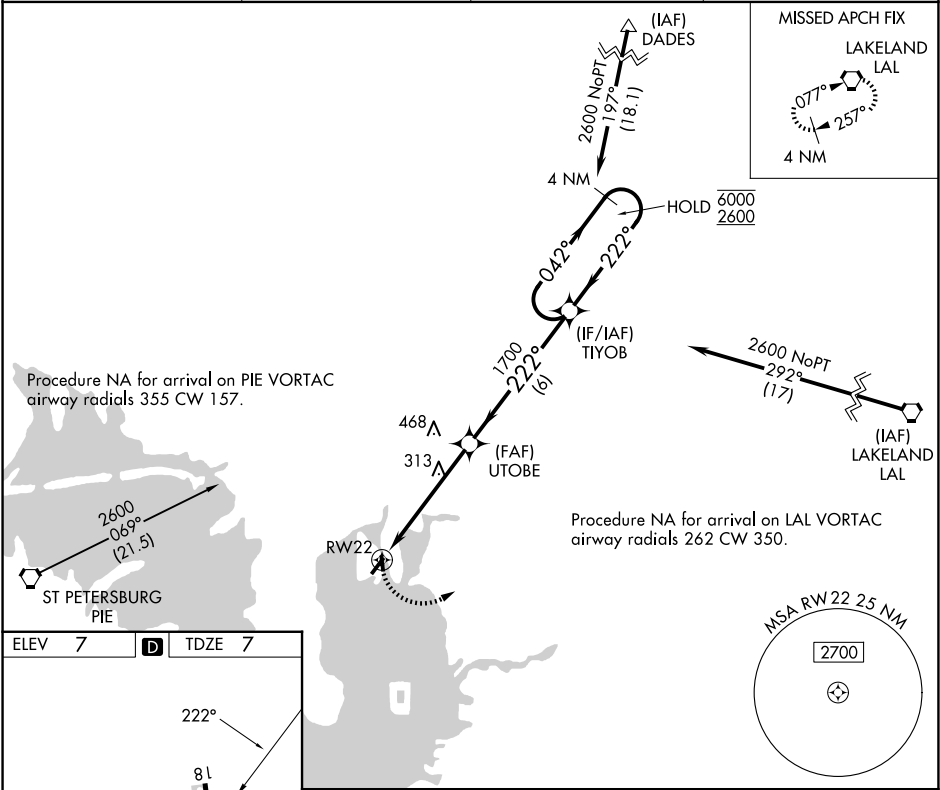 (IAF)
DADES
2600 NoPT
197°
(18.1)
MISSED APCH FIX
LAKELAND
LAL
077°
257°
4 NM
4 NM
HOLD 6000
2600
042°
222°
(IF/IAF)
TIYOB
1700
222°
(6)
2600 NoPT
292°
(17)
(IAF)
LAKELAND
LAL
Procedure NA for arrival on PIE VORTAC
airway radials 355 CW 157.
468
313
(FAF)
UTOBE
2600
069°
(21.5)
ST PETERSBURG
PIE
RW22
Procedure NA for arrival on LAL VORTAC
airway radials 262 CW 350.
MSA RW 22 25 NM
2700
ELEV 7 D TDZE 7
222°
18